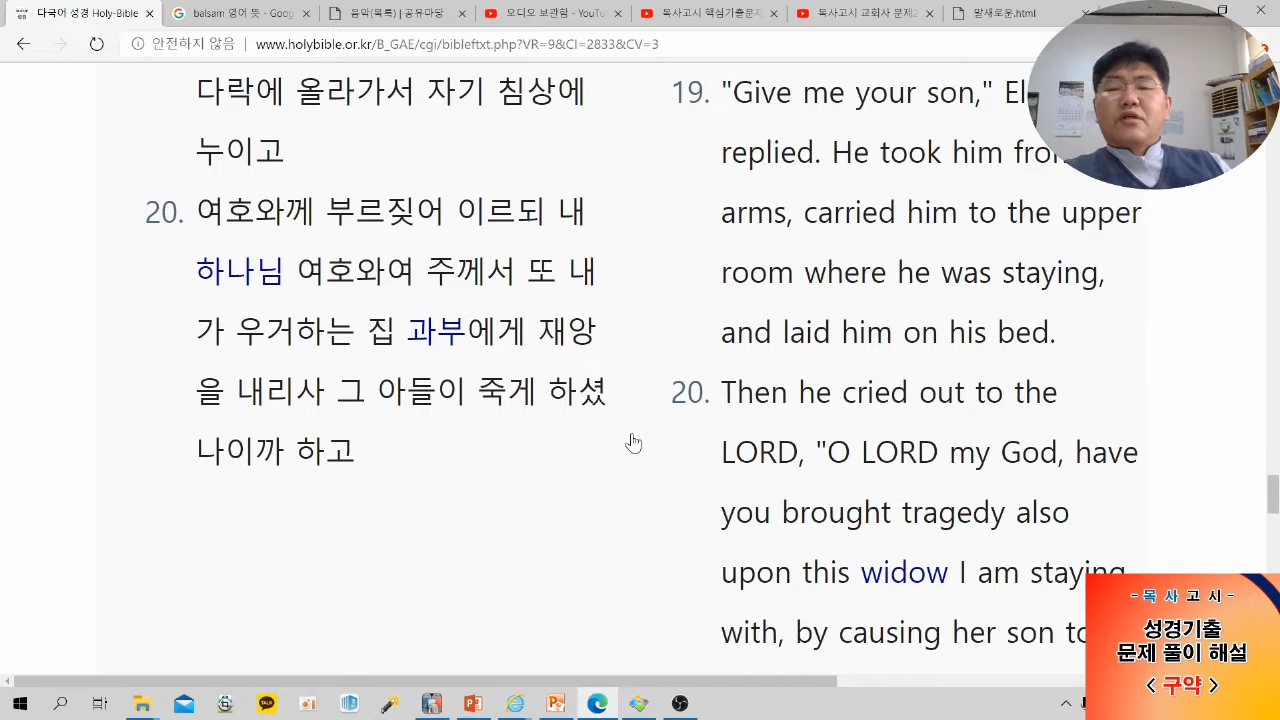 다국어 성경 Holy-Bible
balsam 영어 뜻 - Goog
음악(목록) | 공유마당
오디오 보관함 - YouTu
목사고시 핵심기출문
목사고시 교회사 문제2
말새로운.html
안전하지 않음 www.holybible.or.kr/B_GAE/cgi/bibleftxt.php?VR=9&CI=2833&CV=3
다락에 올라가서 자기 침상에
누이고
20. 여호와께 부르짖어 이르되 내
하나님 여호와여 주께서 또 내
가 우거하는 집 과부에게 재앙
을 내리사 그 아들이 죽게 하셨
나이까 하고
19. "Give me your son," El
replied. He took him from
arms, carried him to the upper
room where he was staying,
and laid him on his bed.
20. Then he cried out to the
LORD, "O LORD my God, have
you brought tragedy also
upon this widow I am staying
with, by causing her son to
- 목사고시 -
성경기출
문제 풀이 해설
< 구약 >
TALK